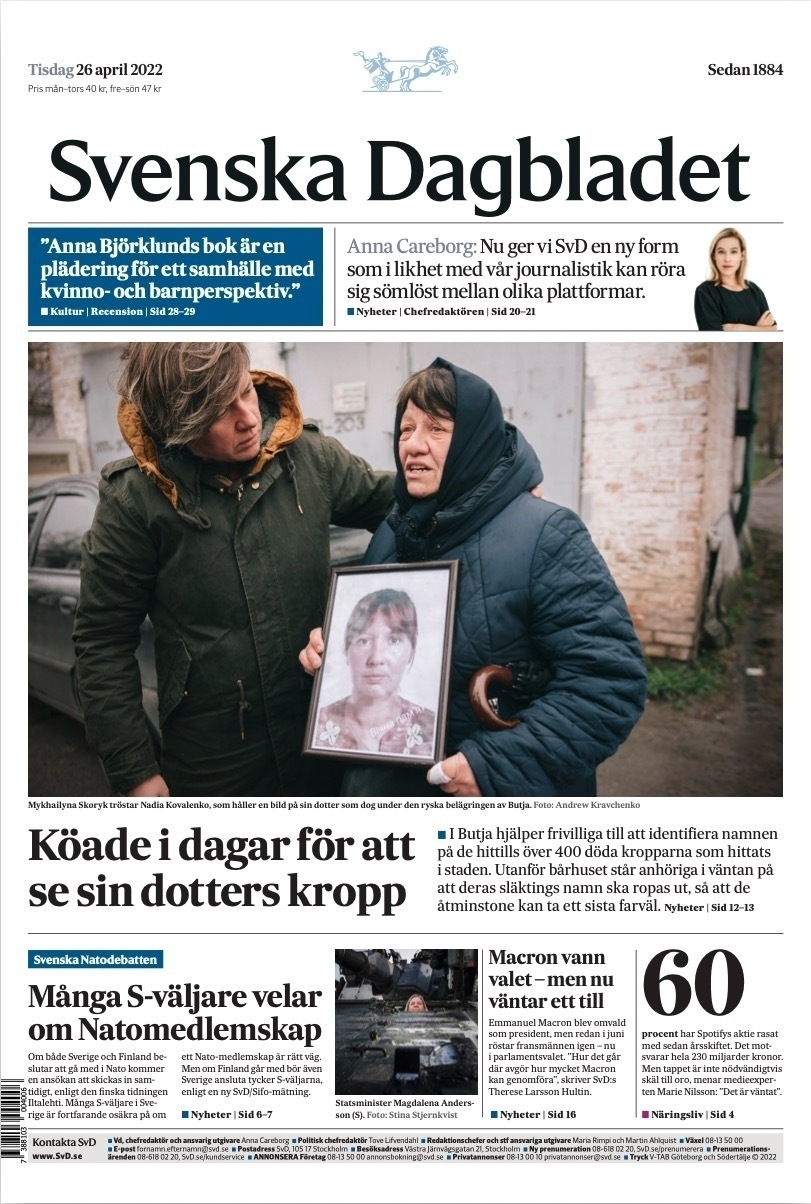 Tisdag 26 april 2022
Pris mån–tors 40 kr, fre–sön 47 kr
Sedan 1884
Svenska Dagbladet
”Anna Björklunds bok är en
plädering för ett samhälle med
kvinno- och barnperspektiv.”
■ Kultur | Recension | Sid 28–29
Anna Careborg: Nu ger vi SvD en ny form
som i likhet med vår journalistik kan röra
sig sömlöst mellan olika plattformar.
■ Nyheter | Chefredaktören | Sid 20–21
203
Mykhailyna Skoryk tröstar Nadia Kovalenko, som håller en bild på sin dotter som dog under den ryska belägringen av Butja. Foto: Andrew Kravchenko
Köade i dagar för att
se sin dotters kropp
■ I Butja hjälper frivilliga till att identifiera namnen
på de hittills över 400 döda kropparna som hittats
i staden. Utanför bårhuset står anhöriga i väntan på
att deras släktings namn ska ropas ut, så att de
åtminstone kan ta ett sista farväl. Nyheter | Sid 12–13
Svenska Natodebatten
Många S-väljare velar
om Natomedlemskap
Om både Sverige och Finland be-
slutar att gå med i Nato kommer
en ansökan att skickas in sam-
tidigt, enligt den finska tidningen
Iltalehti. Många S-väljare i Sve-
rige är fortfarande osäkra på om
ett Nato-medlemskap är rätt väg.
Men om Finland går med bör även
Sverige ansluta tycker S-väljarna,
enligt en ny SvD/Sifo-mätning.
■ Nyheter | Sid 6–7
Statsminister Magdalena Anders-
son (S). Foto: Stina Stjernkvist
Macron vann
valet – men nu
väntar ett till
Emmanuel Macron blev omvald
som president, men redan i juni
röstar fransmännen igen – nu
i parlamentsvalet. ”Hur det går
där avgör hur mycket Macron
kan genomföra”, skriver SvD:s
Therese Larsson Hultin.
■ Nyheter | Sid 16
60
procent har Spotifys aktie rasat
med sedan årsskiftet. Det mot-
svarar hela 230 miljarder kronor.
Men tappet är inte nödvändigtvis
skäl till oro, menar medieexper-
ten Marie Nilsson: ”Det är väntat”.
■ Näringsliv | Sid 4
7 388103 004006
Kontakta SvD
www.SvD.se
■ Vd, chefredaktör och ansvarig utgivare Anna Careborg ■ Politisk chefredaktör Tove Lifvendahl ■ Redaktionschefer och stf ansvariga utgivare Maria Rimpi och Martin Ahlquist ■ Växel 08-13 50 00
■ E-post fornamn.efternamn@svd.se ■ Postadress SvD, 105 17 Stockholm ■ Besöksadress Västra Järnvägsgatan 21, Stockholm ■ Ny prenumeration 08-618 02 20, SvD.se/prenumerera ■ Prenumerations-
ärenden 08-618 02 20, SvD.se/kundservice ■ ANNONSERA Företag 08-13 50 00 annonsbokning@svd.se ■ Privatannonser 08-13 00 10 privatannonser@svd.se ■ Tryck V-TAB Göteborg och Södertälje © 2022